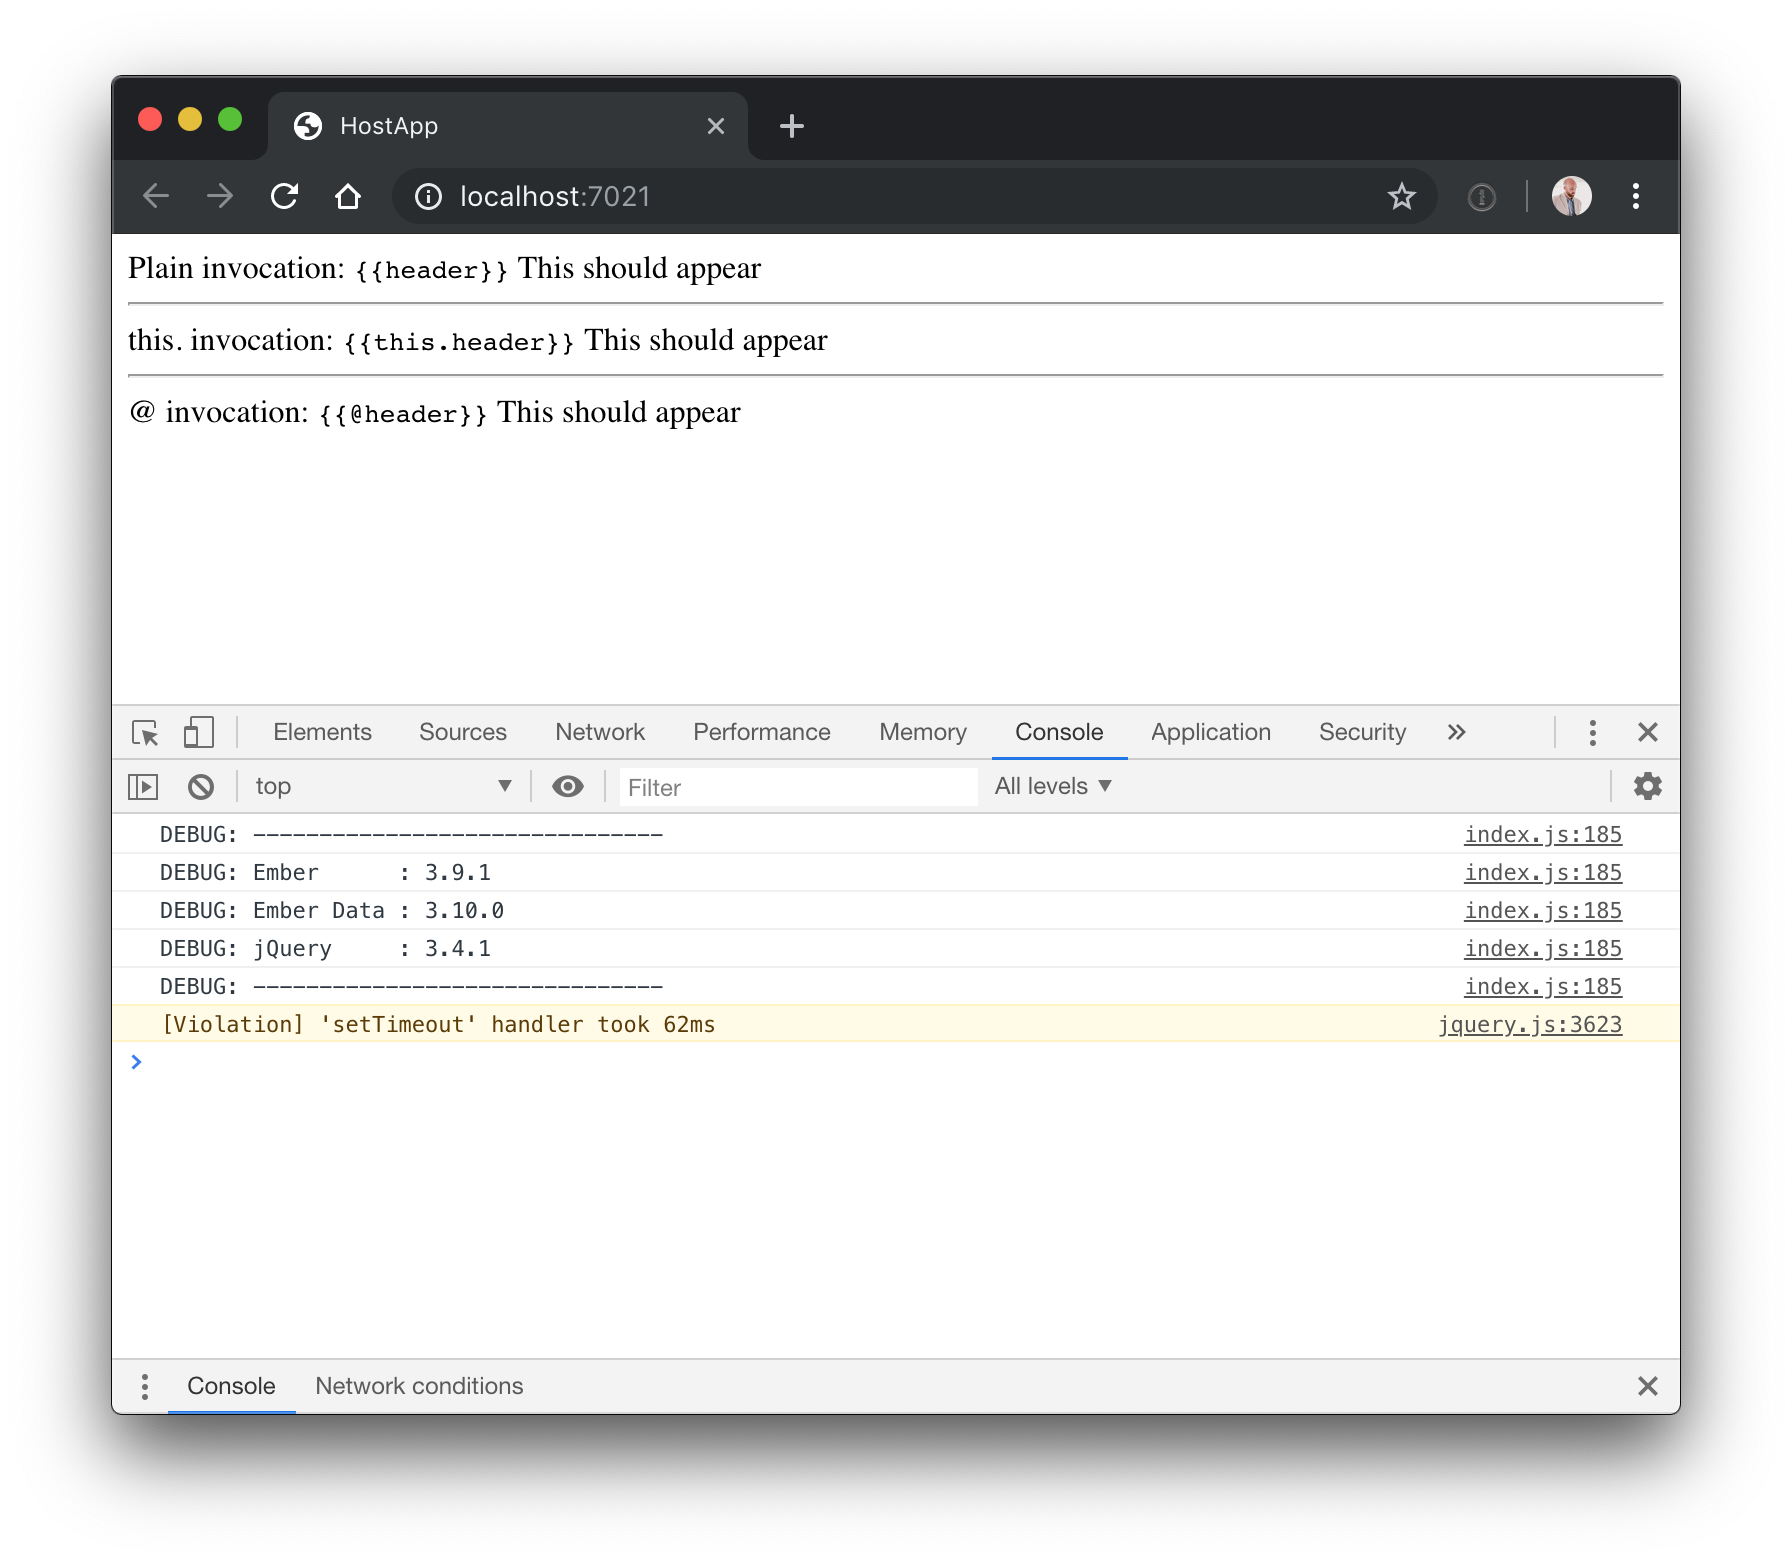 HostApp
localhost:7021
Plain invocation: {{header}} This should appear
this. invocation: {{this.header}} This should appear
@ invocation: {{@header}} This should appear
Elements Sources Network Performance Memory Console Application Security »
top Filter All levels
DEBUG: ------------------------------- index.js:185
DEBUG: Ember      : 3.9.1 index.js:185
DEBUG: Ember Data : 3.10.0 index.js:185
DEBUG: jQuery     : 3.4.1 index.js:185
DEBUG: ------------------------------- index.js:185
[Violation] 'setTimeout' handler took 62ms jquery.js:3623
Console Network conditions